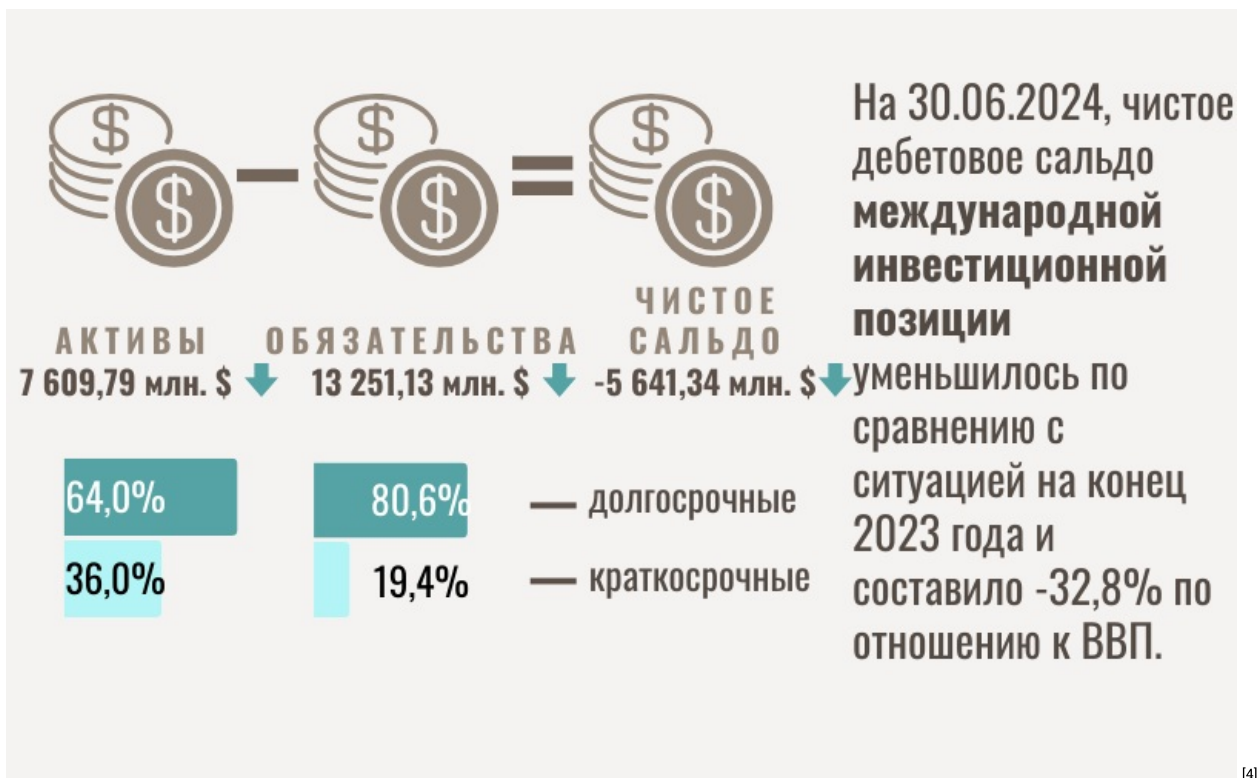 $ $ $
$ — $ = $
АКТИВЫ
7 609,79 млн. $
ОБЯЗАТЕЛЬСТВА
13 251,13 млн. $
ЧИСТОЕ
САЛЬДО
-5 641,34 млн. $
64,0%
36,0%
80,6%
19,4%
— долгосрочные
— краткосрочные
На 30.06.2024, чистое
дебетовое сальдо
международной
инвестиционной
позиции
уменьшилось по
сравнению с
ситуацией на конец
2023 года и
составило -32,8% по
отношению к ВВП.
[4]